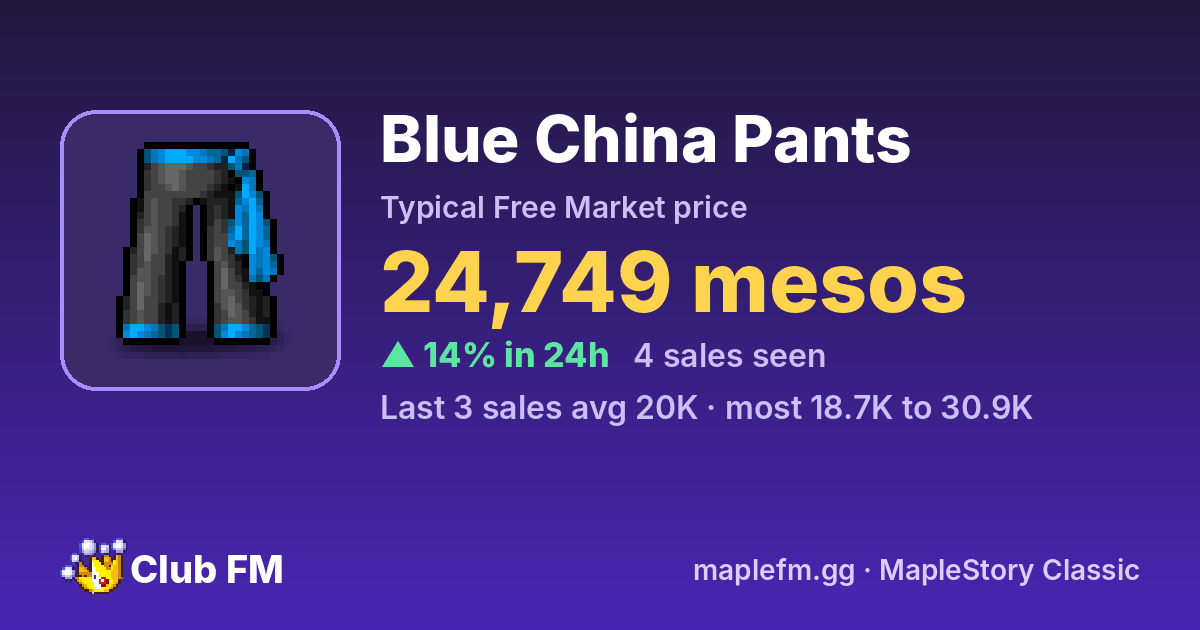 Blue China Pants
Typical Free Market price
24,749 mesos
▲ 14% in 24h 4 sales seen
Last 3 sales avg 20K · most 18.7K to 30.9K
Club FM
maplefm.gg · MapleStory Classic